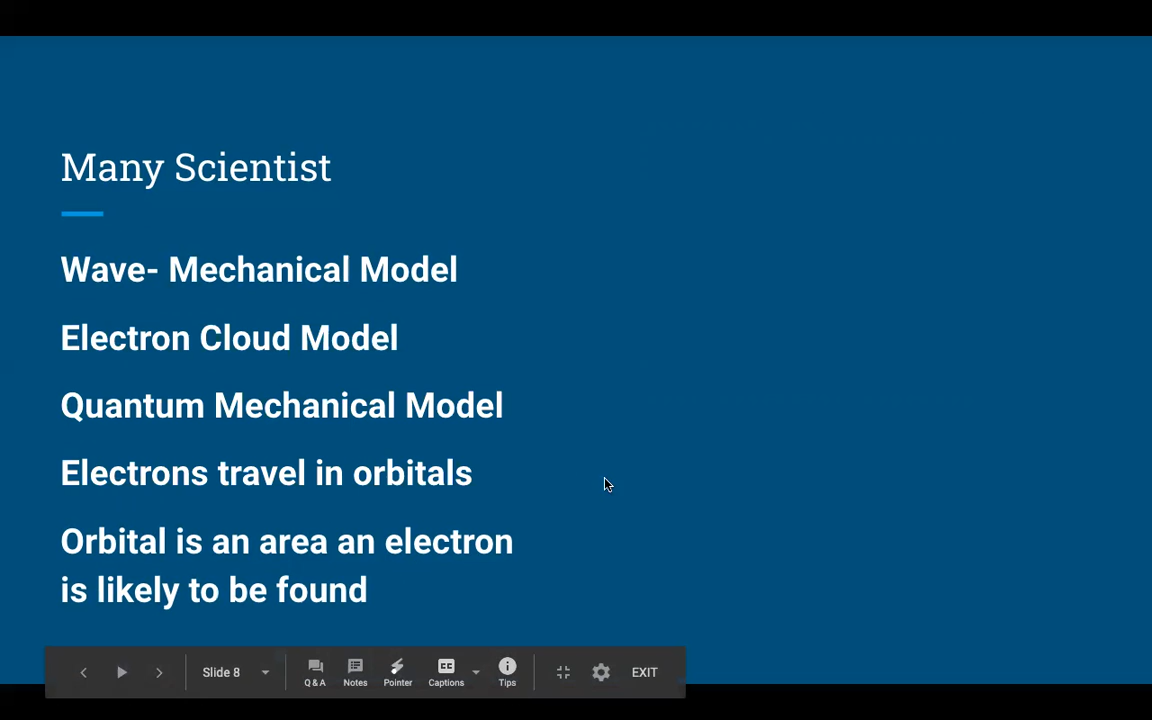 Many Scientist
Wave- Mechanical Model
Electron Cloud Model
Quantum Mechanical Model
Electrons travel in orbitals
Orbital is an area an electron
is likely to be found
Slide 8
Q & A
Notes
Pointer
CC
Captions
Tips
EXIT